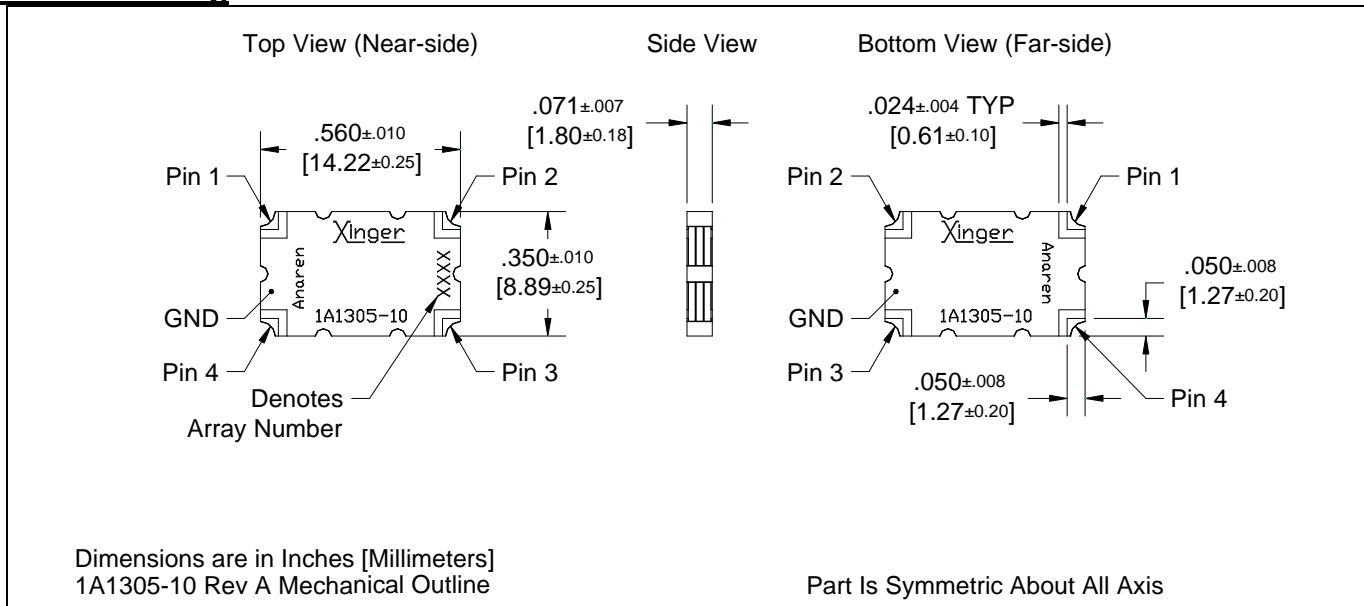 Top View (Near-side)
Side View
Bottom View (Far-side)
.560±.010
[14.22±0.25]
.071±.007
[1.80±0.18]
.024±.004 TYP
[0.61±0.10]
Pin 1
Pin 2
Pin 2
Pin 1
Xinger
Anaren
XXXX
1A1305-10
.350±.010
[8.89±0.25]
Xinger
Anaren
1A1305-10
.050±.008
[1.27±0.20]
GND
GND
Pin 4
Pin 3
Pin 3
.050±.008
[1.27±0.20]
Pin 4
Denotes
Array Number
Dimensions are in Inches [Millimeters]
1A1305-10 Rev A Mechanical Outline
Part Is Symmetric About All Axis